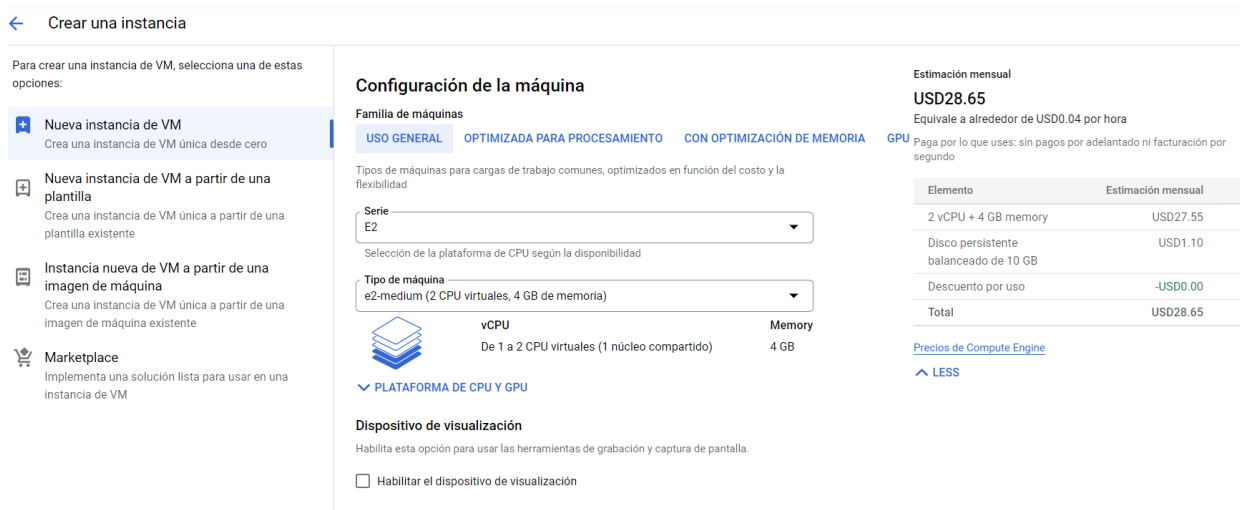 Crear una instancia
Para crear una instancia de VM, selecciona una de estas
opciones:
Nueva instancia de VM
Crea una instancia de VM única desde cero
Nueva instancia de VM a partir de una
plantilla
Crea una instancia de VM única a partir de una
plantilla existente
Instancia nueva de VM a partir de una
imagen de máquina
Crea una instancia de VM única a partir de una
imagen de máquina existente
Marketplace
Implementa una solución lista para usar en una
instancia de VM
Configuración de la máquina
Familia de máquinas
USO GENERAL OPTIMIZADA PARA PROCESAMIENTO CON OPTIMIZACIÓN DE MEMORIA GPU
Tipos de máquinas para cargas de trabajo comunes, optimizados en función del costo y la
flexibilidad
Serie
E2
Selección de la plataforma de CPU según la disponibilidad
Tipo de máquina
e2-medium (2 CPU virtuales, 4 GB de memoria)
vCPU Memory
De 1 a 2 CPU virtuales (1 núcleo compartido) 4 GB
PLATAFORMA DE CPU Y GPU
Dispositivo de visualización
Habilita esta opción para usar las herramientas de grabación y captura de pantalla.
Habilitar el dispositivo de visualización
Estimación mensual
USD28.65
Equivale a alrededor de USD0.04 por hora
Paga por lo que uses: sin pagos por adelantado ni facturación por
segundo
Elemento Estimación mensual
2 vCPU + 4 GB memory USD27.55
Disco persistente USD1.10
balanceado de 10 GB
Descuento por uso -USD0.00
Total USD28.65
Precios de Compute Engine
LESS